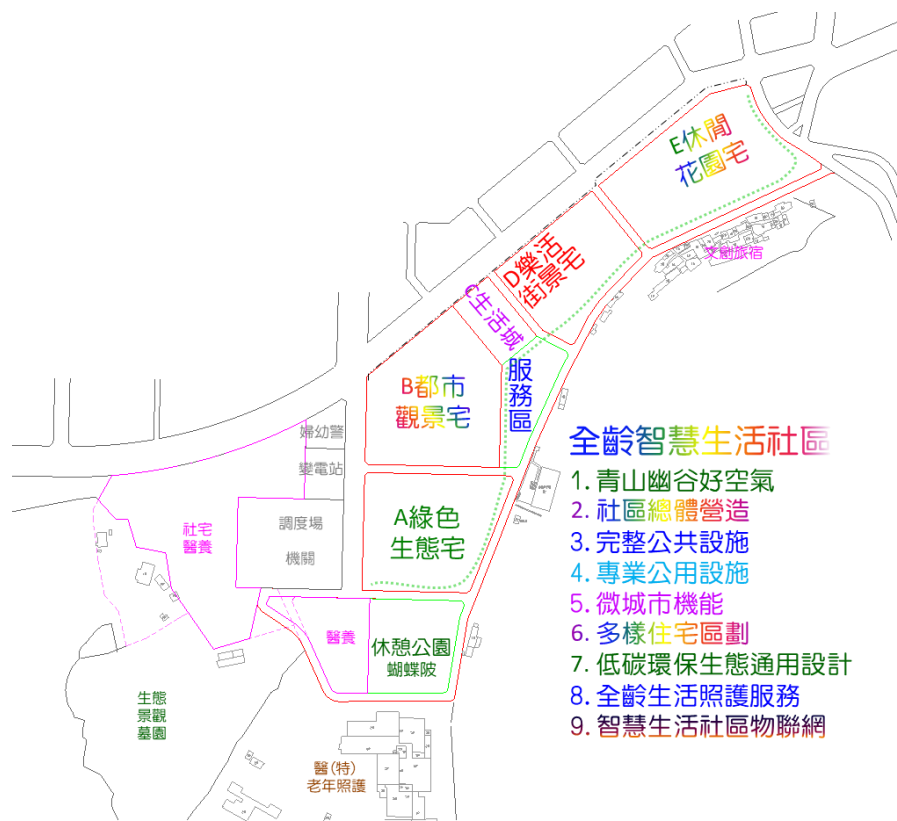 E休閒
花園宅
文創旅宿
D樂活
街景宅
C生活城
服務區
B都市
觀景宅
婦幼警
變電站
調度場
機關
社宅
醫養
A綠色
生態宅
醫養
休憩公園
蝴蝶陂
生態
景觀
墓園
醫(特)
老年照護
全齡智慧生活社區
1. 青山幽谷好空氣
2. 社區總體營造
3. 完整公共設施
4. 專業公用設施
5. 微城市機能
6. 多樣住宅區劃
7. 低碳環保生態通用設計
8. 全齡生活照護服務
9. 智慧生活社區物聯網